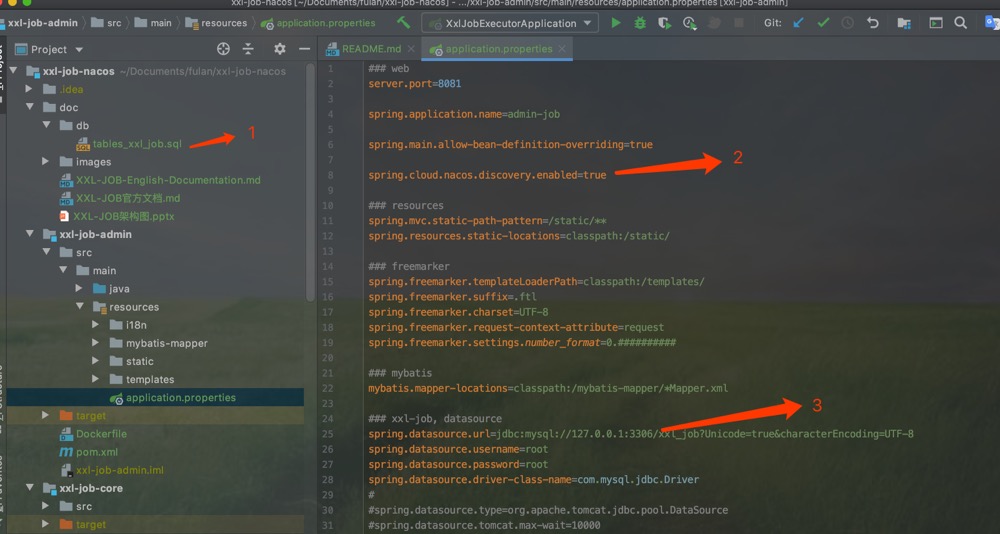 xxl-job-nacos [~/Documents/fulan/xxl-job-nacos] - .../xxl-job-admin/src/main/resources/application.properties [xxl-job-admin]
xxl-job-admin src main resources application.properties XxlJobExecutorApplication Git:
Project
README.md application.properties
xxl-job-nacos ~/Documents/fulan/xxl-job-nacos
.idea
doc
db
tables_xxl_job.sql
1
images
XXL-JOB-English-Documentation.md
XXL-JOB官方文档.md
XXL-JOB架构图.pptx
xxl-job-admin
src
main
java
resources
i18n
mybatis-mapper
static
templates
application.properties
target
Dockerfile
pom.xml
xxl-job-admin.iml
xxl-job-core
src
target
1 ### web
2 server.port=8081
3
4 spring.application.name=admin-job
5
6 spring.main.allow-bean-definition-overriding=true
7
8 spring.cloud.nacos.discovery.enabled=true
2
9
10 ### resources
11 spring.mvc.static-path-pattern=/static/**
12 spring.resources.static-locations=classpath:/static/
13
14 ### freemarker
15 spring.freemarker.templateLoaderPath=classpath:/templates/
16 spring.freemarker.suffix=.ftl
17 spring.freemarker.charset=UTF-8
18 spring.freemarker.request-context-attribute=request
19 spring.freemarker.settings.number_format=0.##########
20
21 ### mybatis
22 mybatis.mapper-locations=classpath:/mybatis-mapper/*Mapper.xml
23
24 ### xxl-job, datasource
3
25 spring.datasource.url=jdbc:mysql://127.0.0.1:3306/xxl_job?Unicode=true&characterEncoding=UTF-8
26 spring.datasource.username=root
27 spring.datasource.password=root
28 spring.datasource.driver-class-name=com.mysql.jdbc.Driver
29 #
30 #spring.datasource.type=org.apache.tomcat.jdbc.pool.DataSource
31 #spring.datasource.tomcat.max-wait=10000